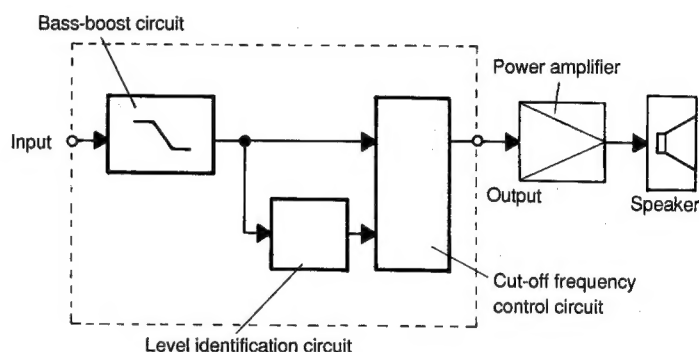 Bass-boost circuit
Power amplifier
Input
Output
Speaker
Cut-off frequency
control circuit
Level identification circuit